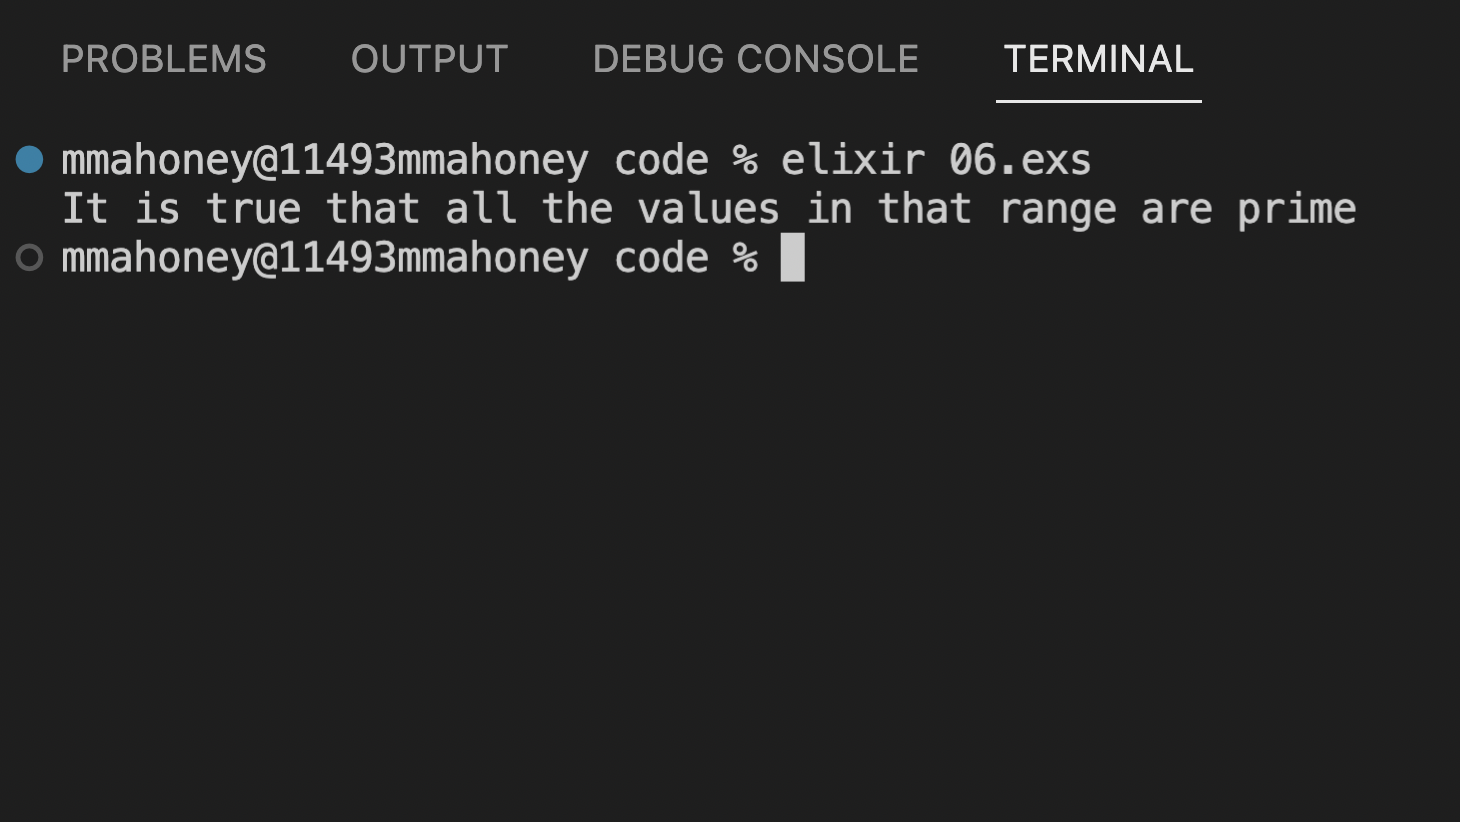 PROBLEMS OUTPUT DEBUG CONSOLE TERMINAL
mmahoney@11493mmahoney code % elixir 06.exs
It is true that all the values in that range are prime
mmahoney@11493mmahoney code %